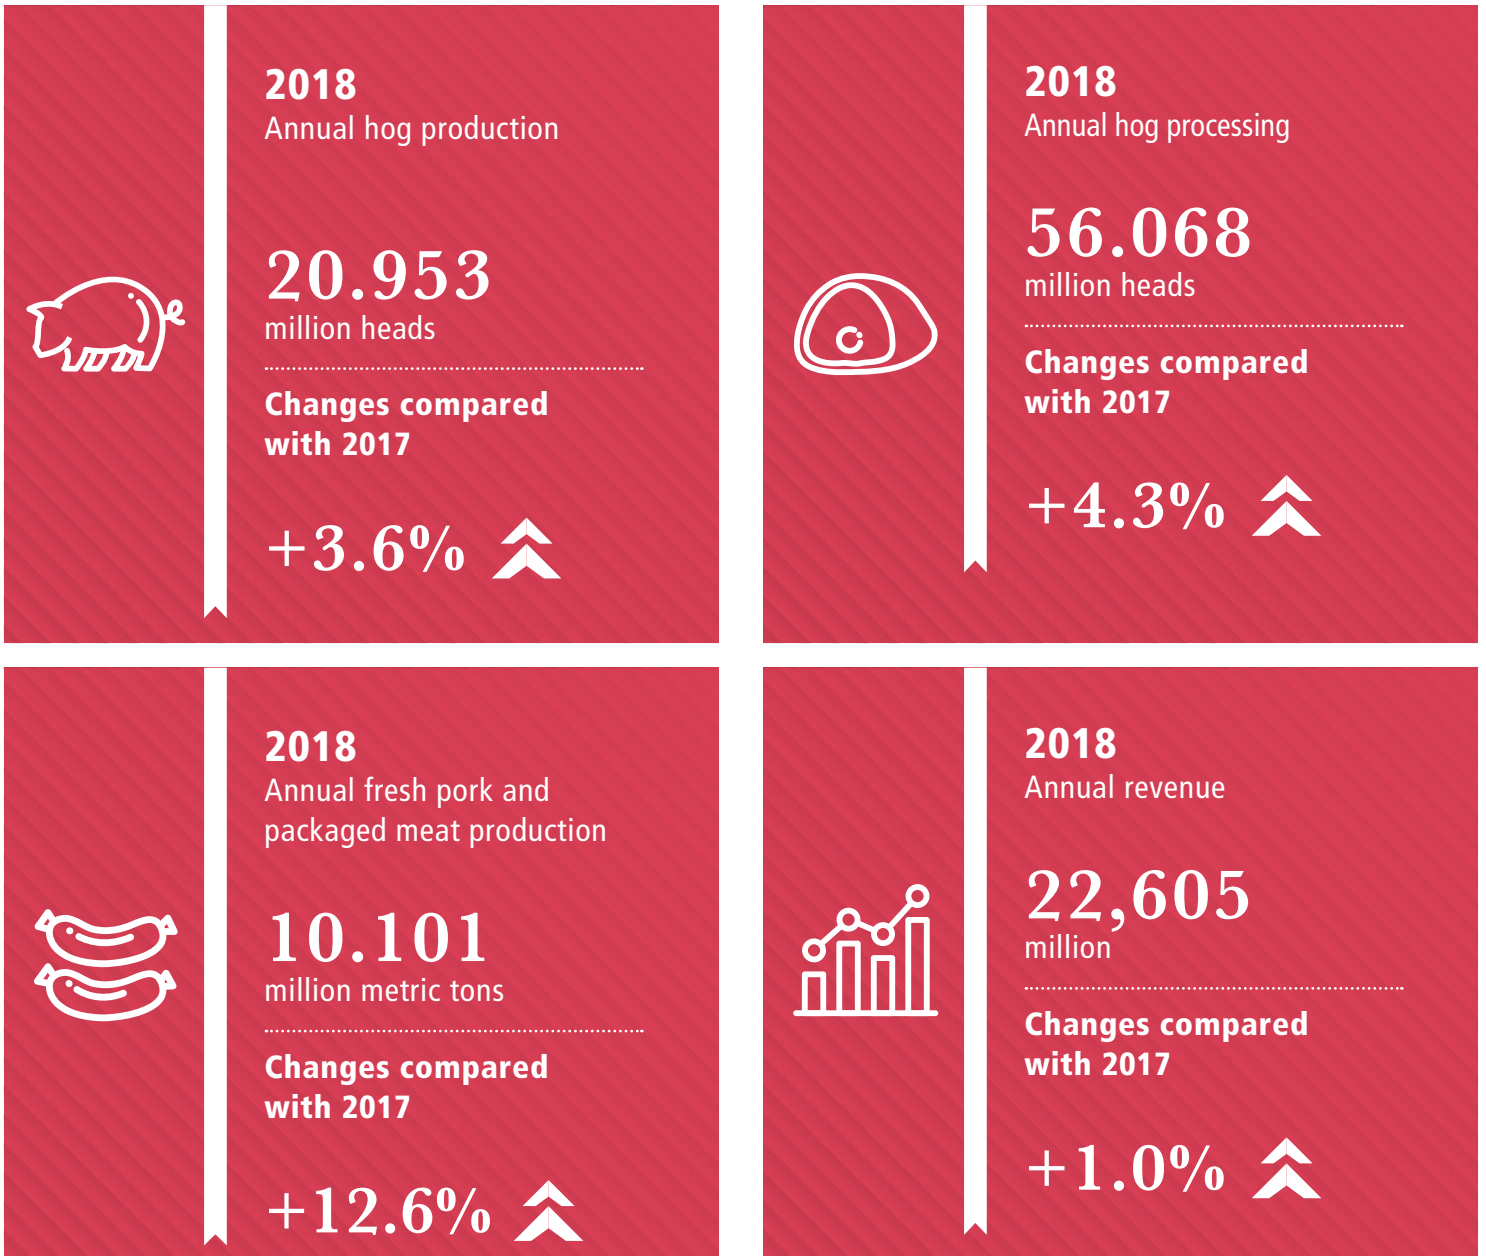 2018
Annual hog production
20.953
million heads
Changes compared
with 2017
+3.6%
2018
Annual hog processing
56.068
million heads
Changes compared
with 2017
+4.3%
2018
Annual fresh pork and
packaged meat production
10.101
million metric tons
Changes compared
with 2017
+12.6%
2018
Annual revenue
22,605
million
Changes compared
with 2017
+1.0%